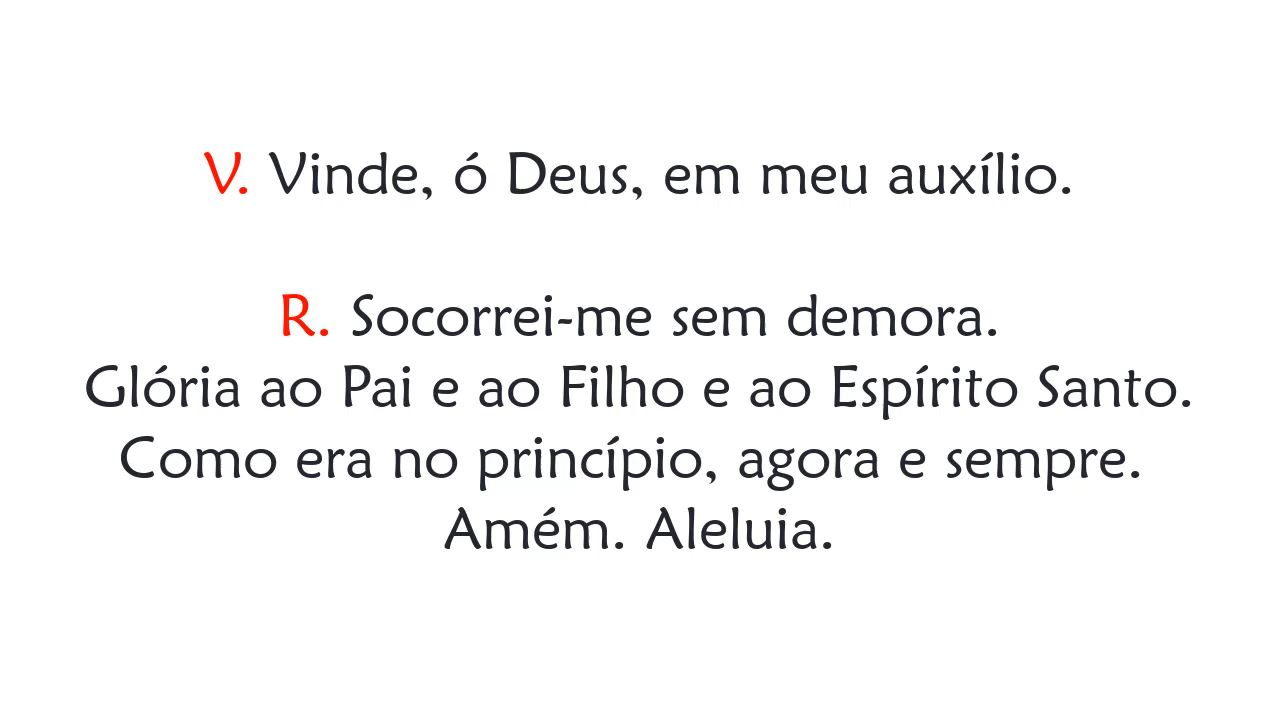 V. Vinde, ó Deus, em meu auxílio.
R. Socorrei-me sem demora.
Glória ao Pai e ao Filho e ao Espírito Santo.
Como era no princípio, agora e sempre.
Amém. Aleluia.